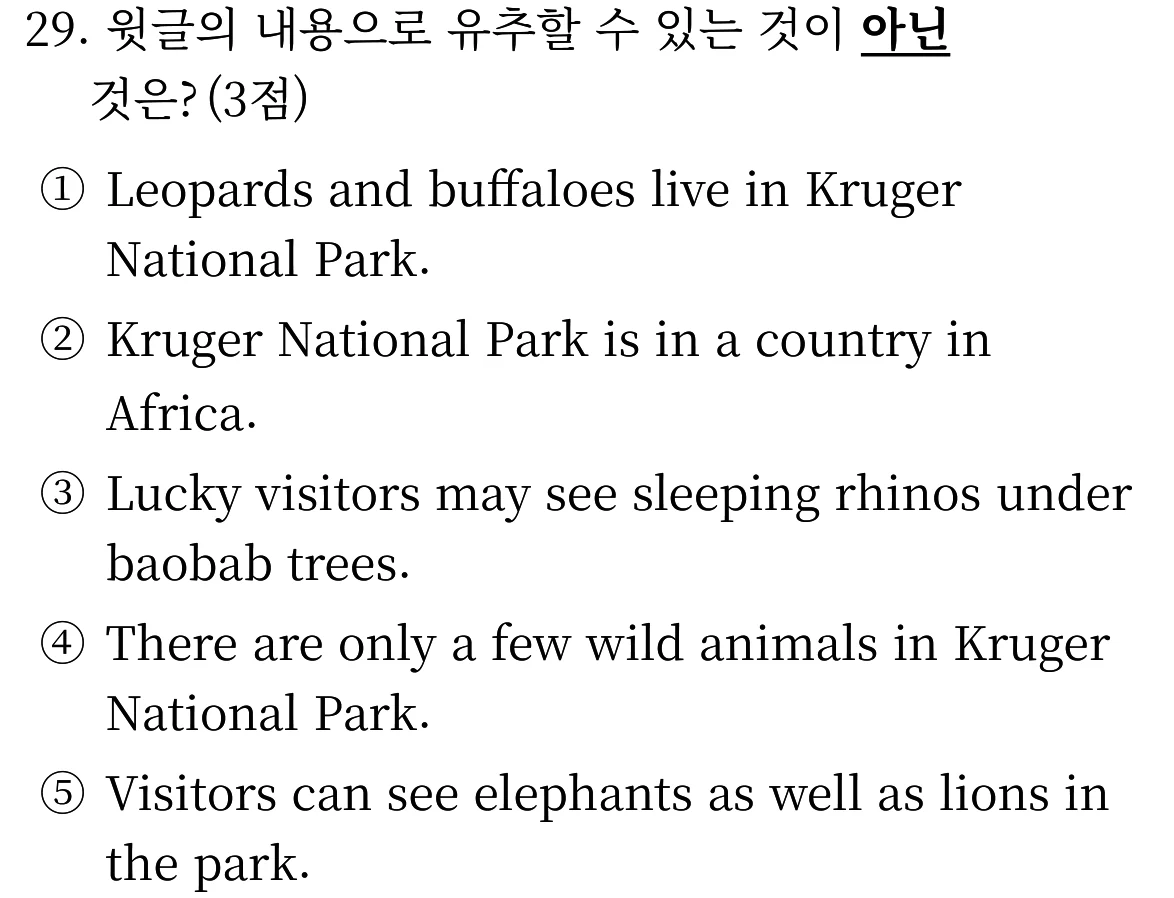 29. 윗글의 내용으로 유추할 수 있는 것이 아닌
것은? (3점)
① Leopards and buffaloes live in Kruger
National Park.
② Kruger National Park is in a country in
Africa.
③ Lucky visitors may see sleeping rhinos under
baobab trees.
④ There are only a few wild animals in Kruger
National Park.
⑤ Visitors can see elephants as well as lions in
the park.